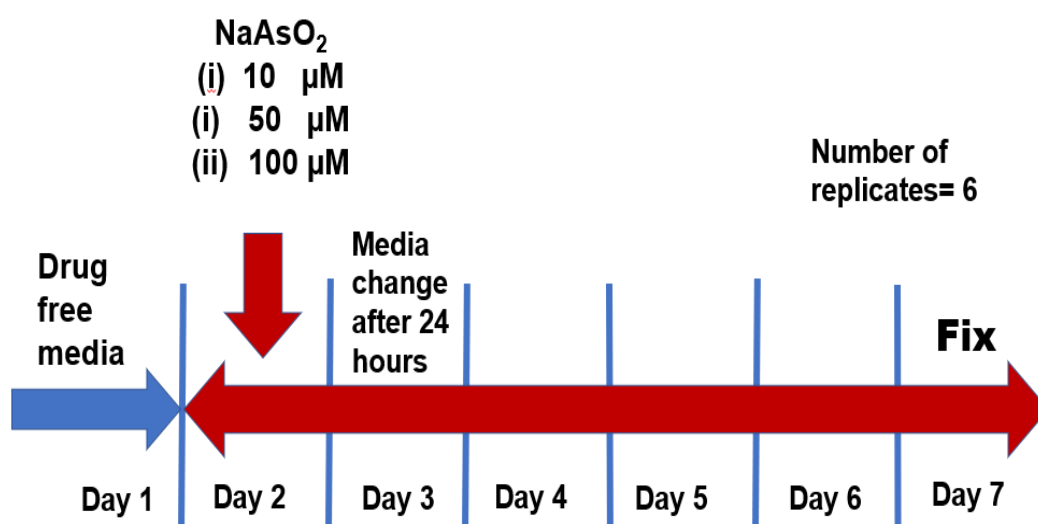 NaAsO₂
(i) 10 µM
(i) 50 µM
(ii) 100 µM
Number of
replicates= 6
Drug
free
media
Media
change
after 24
hours
Fix
Day 1
Day 2
Day 3
Day 4
Day 5
Day 6
Day 7